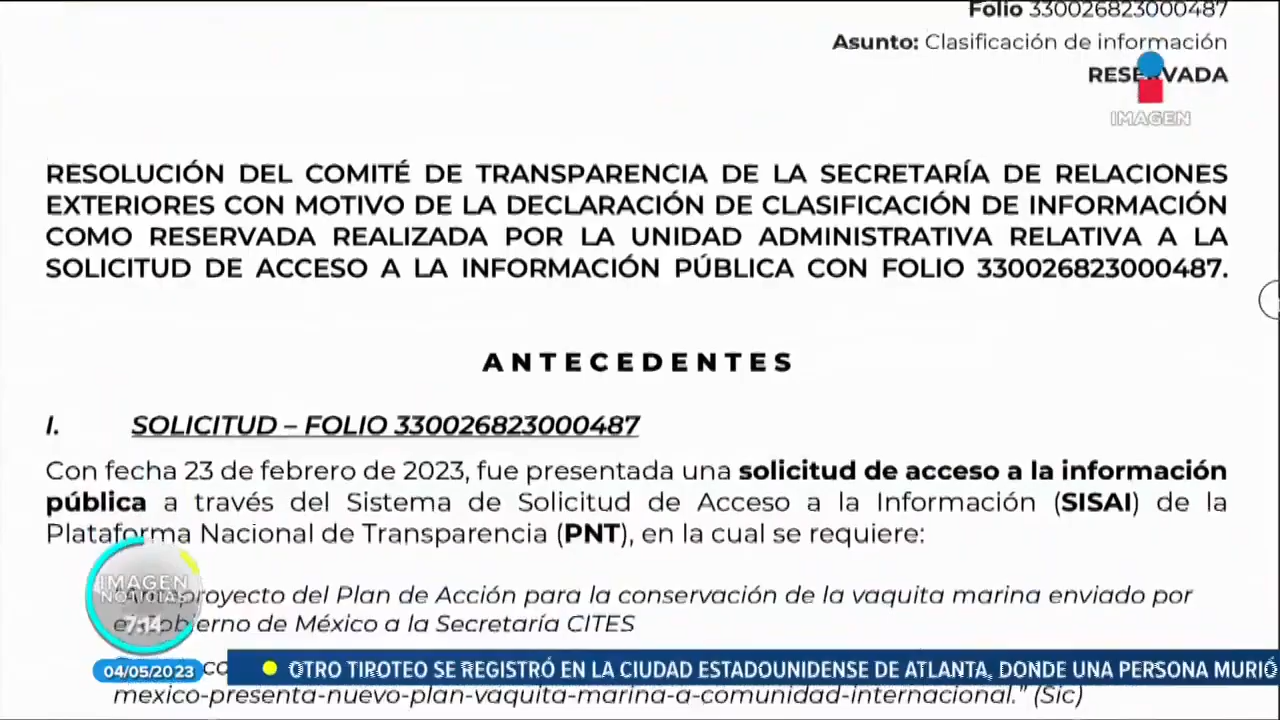 Folio 330026823000487
Asunto: Clasificación de información
RESERVADA
IMAGEN
RESOLUCIÓN DEL COMITÉ DE TRANSPARENCIA DE LA SECRETARÍA DE RELACIONES
EXTERIORES CON MOTIVO DE LA DECLARACIÓN DE CLASIFICACIÓN DE INFORMACIÓN
COMO RESERVADA REALIZADA POR LA UNIDAD ADMINISTRATIVA RELATIVA A LA
SOLICITUD DE ACCESO A LA INFORMACIÓN PÚBLICA CON FOLIO 330026823000487.
ANTECEDENTES
I. SOLICITUD – FOLIO 330026823000487
Con fecha 23 de febrero de 2023, fue presentada una solicitud de acceso a la información
pública a través del Sistema de Solicitud de Acceso a la Información (SISAI) de la
Plataforma Nacional de Transparencia (PNT), en la cual se requiere:
proyecto del Plan de Acción para la conservación de la vaquita marina enviado por
de México a la Secretaría CITES
IMAGEN
NOTICIAS
7:14
04/05/2023
OTRO TIROTEO SE REGISTRÓ EN LA CIUDAD ESTADOUNIDENSE DE ATLANTA, DONDE UNA PERSONA MURIÓ
mexico-presenta-nuevo-plan-vaquita-marina-a-comunidad-internacional." (Sic)